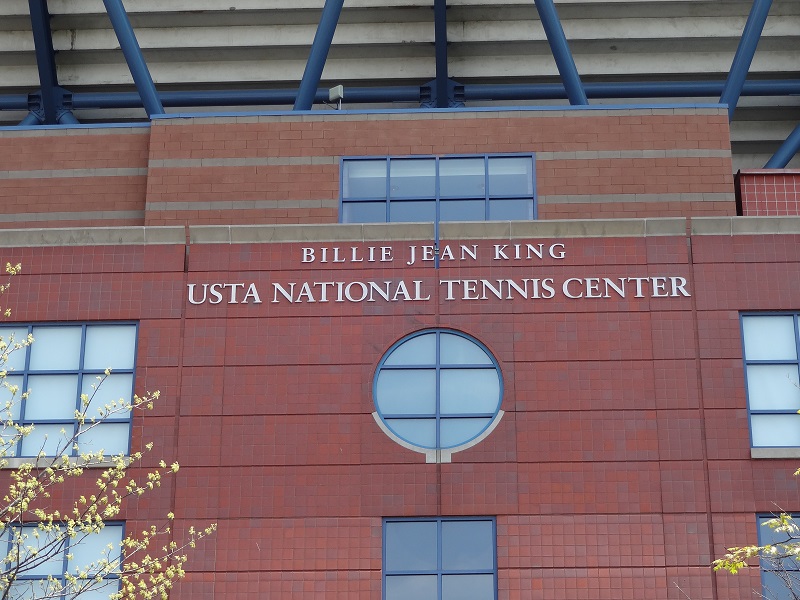 BILLIE JEAN KING
USTA NATIONAL TENNIS CENTER